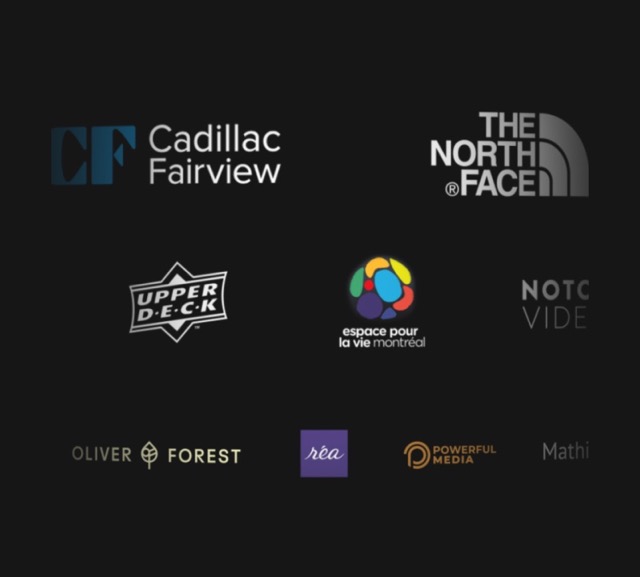 CF Cadillac
Fairview
THE
NORTH
®FACE
UPPER
D·E·C·K
™
espace pour
la vie montréal
NOTO
VIDE
OLIVER FOREST
réa
POWERFUL
MEDIA
Mathi